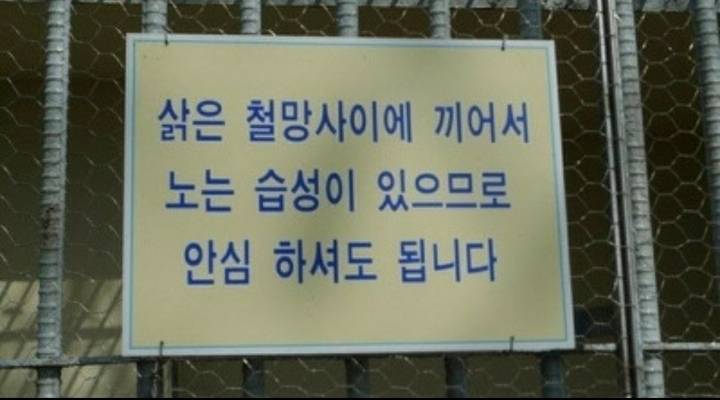 삵은 철망사이에 끼어서
노는 습성이 있으므로
안심 하셔도 됩니다